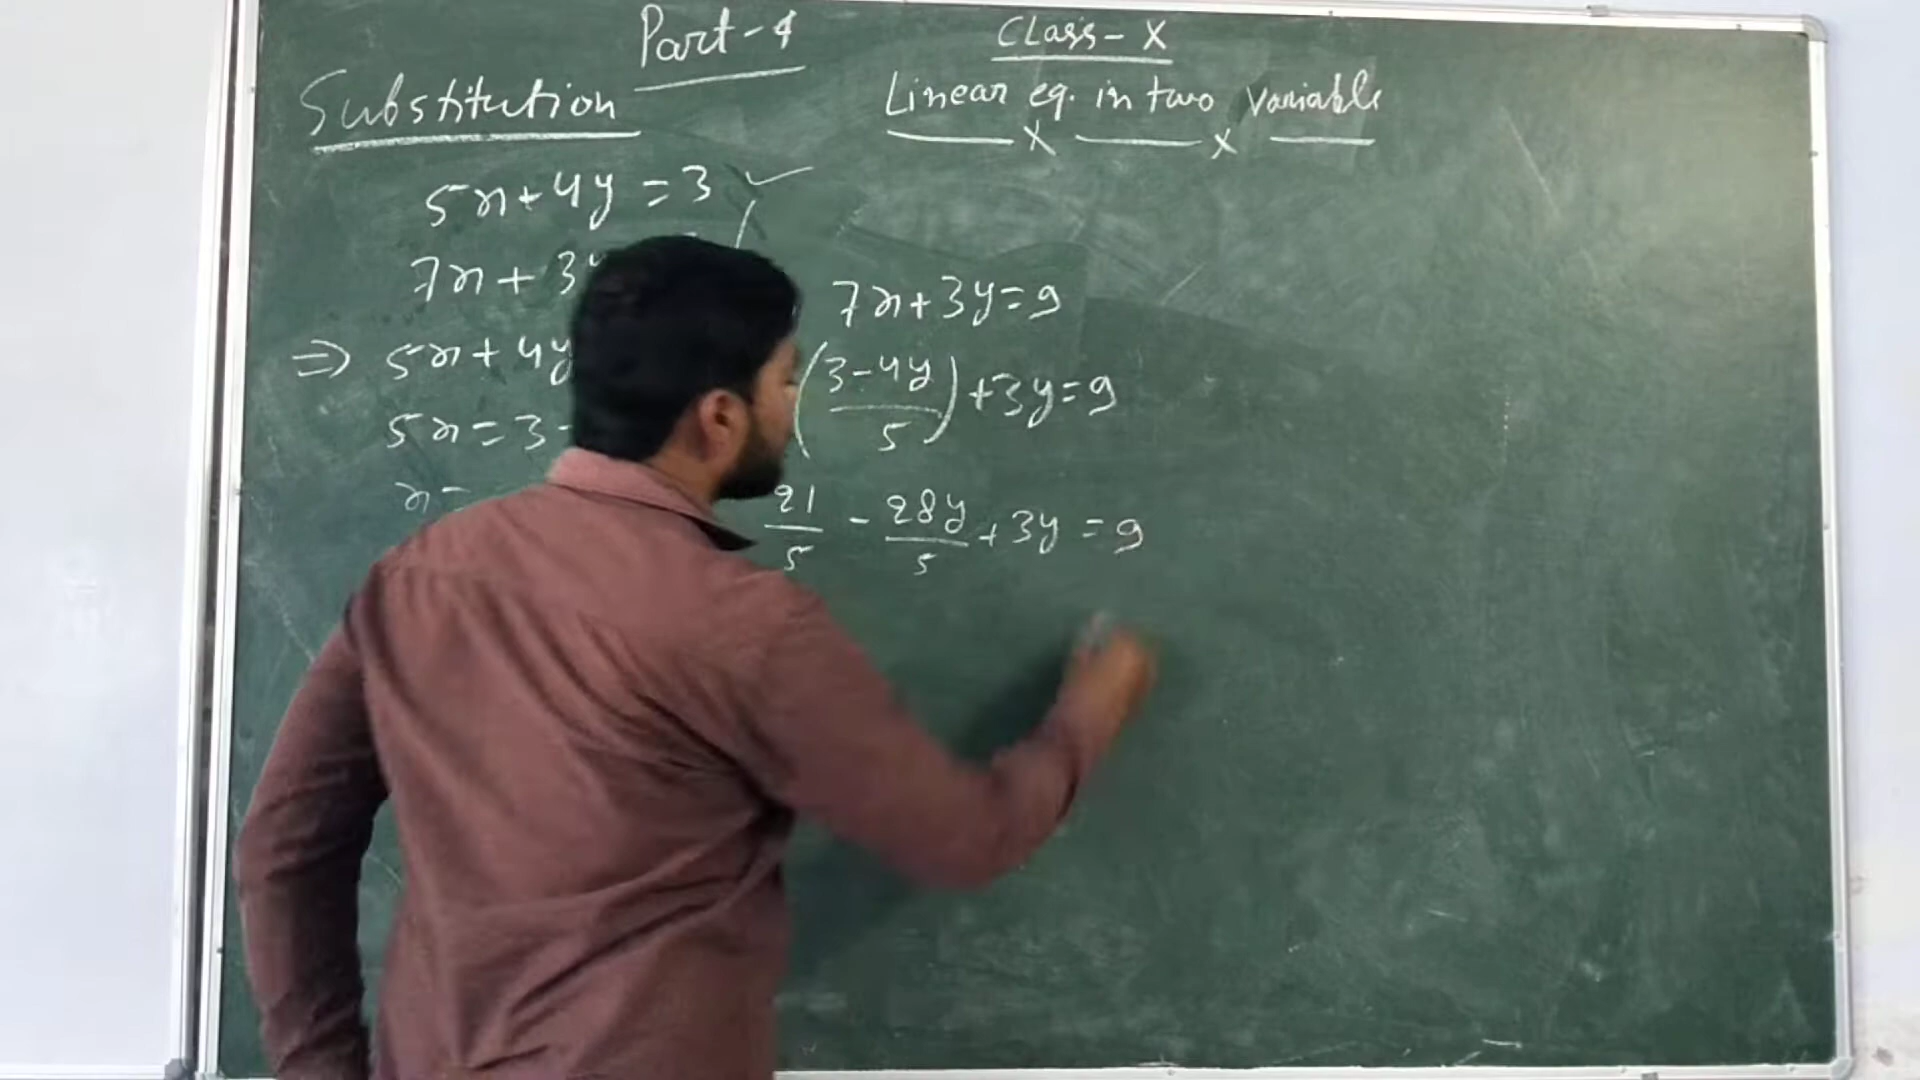 Part-4
Class-X
Substitution
Linear eq. in two Variable
x x
5x+4y=3 ✓
7x+3y
⇒ 5x+4y
5x=3-
x=
7x+3y=9
(3-4y/5)+3y=9
21/5 - 28y/5 +3y = 9